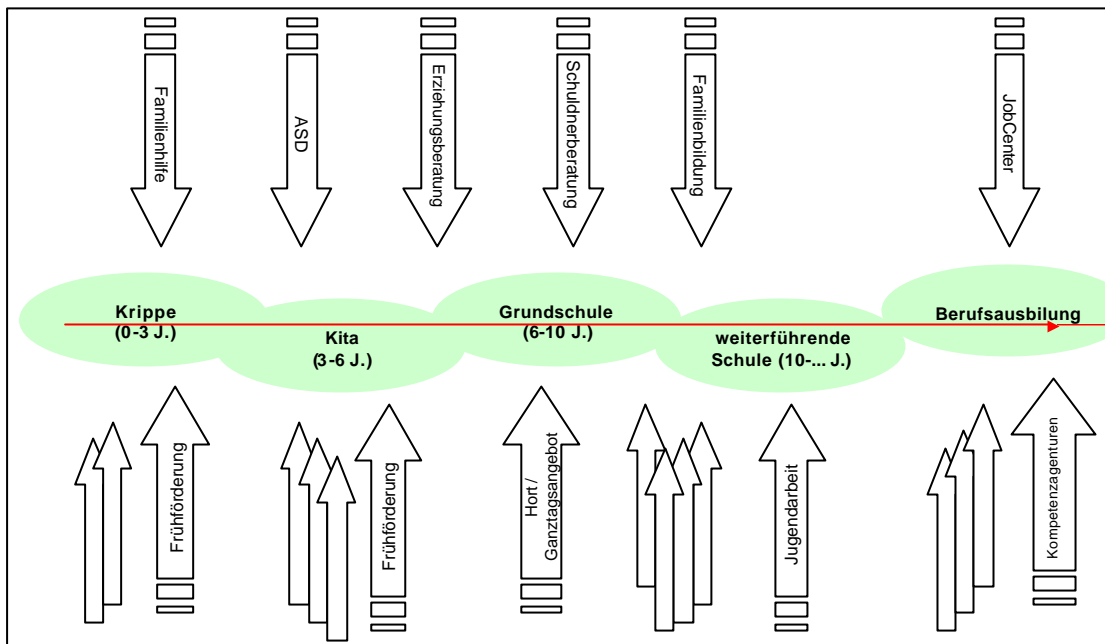 Familienhilfe
ASD
Erziehungsberatung
Schuldnerberatung
Familienbildung
JobCenter
Krippe
(0-3 J.)
Kita
(3-6 J.)
Grundschule
(6-10 J.)
weiterführende
Schule (10-... J.)
Berufsausbilung
Frühförderung
Frühförderung
Hort /
Ganztagsangebot
Jugendarbeit
Kompetenzagenturen